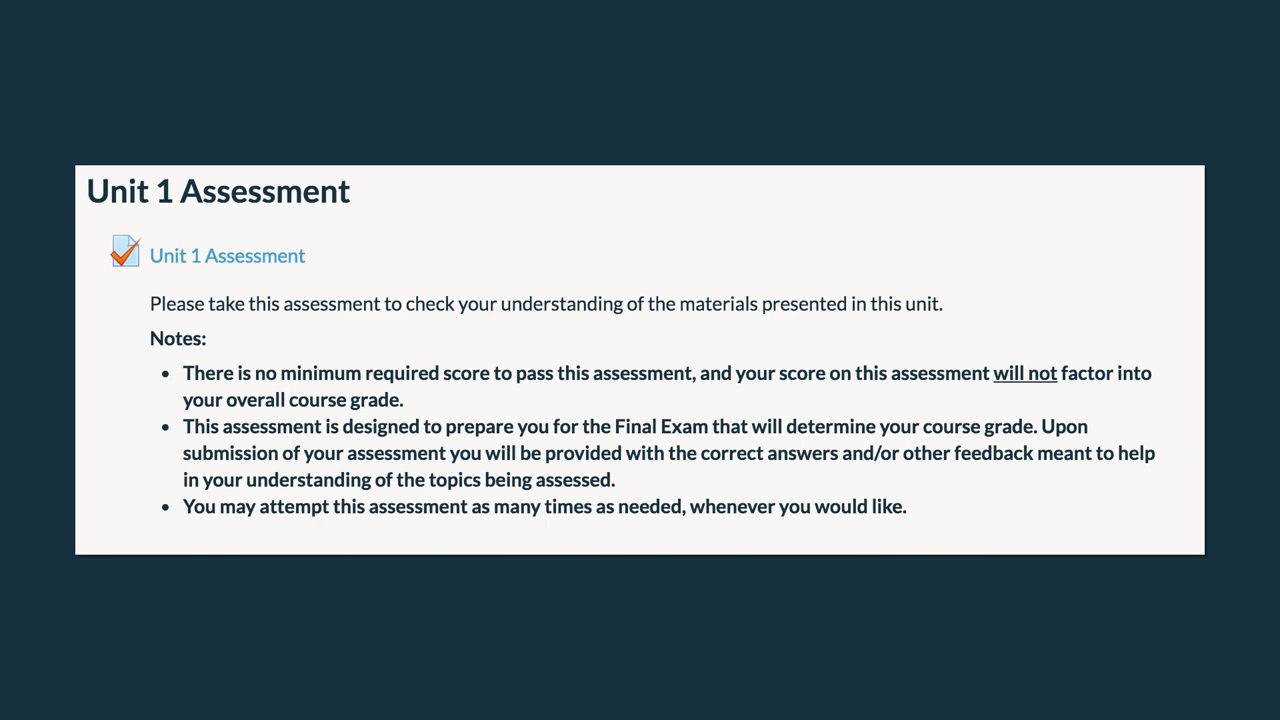 Unit 1 Assessment
Unit 1 Assessment
Please take this assessment to check your understanding of the materials presented in this unit.
Notes:
• There is no minimum required score to pass this assessment, and your score on this assessment will not factor into
your overall course grade.
• This assessment is designed to prepare you for the Final Exam that will determine your course grade. Upon
submission of your assessment you will be provided with the correct answers and/or other feedback meant to help
in your understanding of the topics being assessed.
• You may attempt this assessment as many times as needed, whenever you would like.